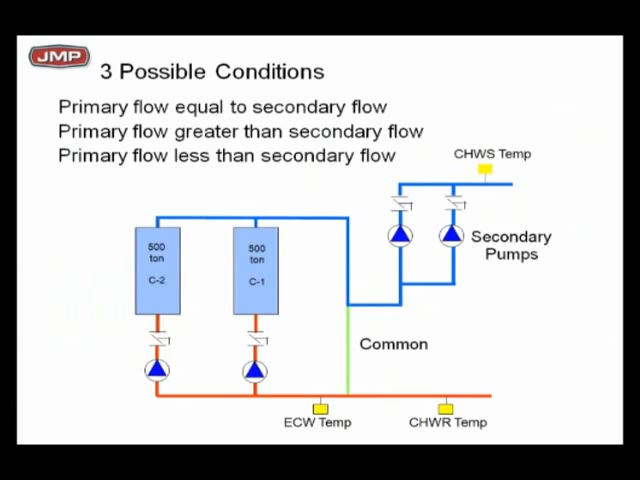 JMP
3 Possible Conditions
Primary flow equal to secondary flow
Primary flow greater than secondary flow
Primary flow less than secondary flow
CHWS Temp
500
ton
C-2
500
ton
C-1
Secondary
Pumps
Common
ECW Temp
CHWR Temp